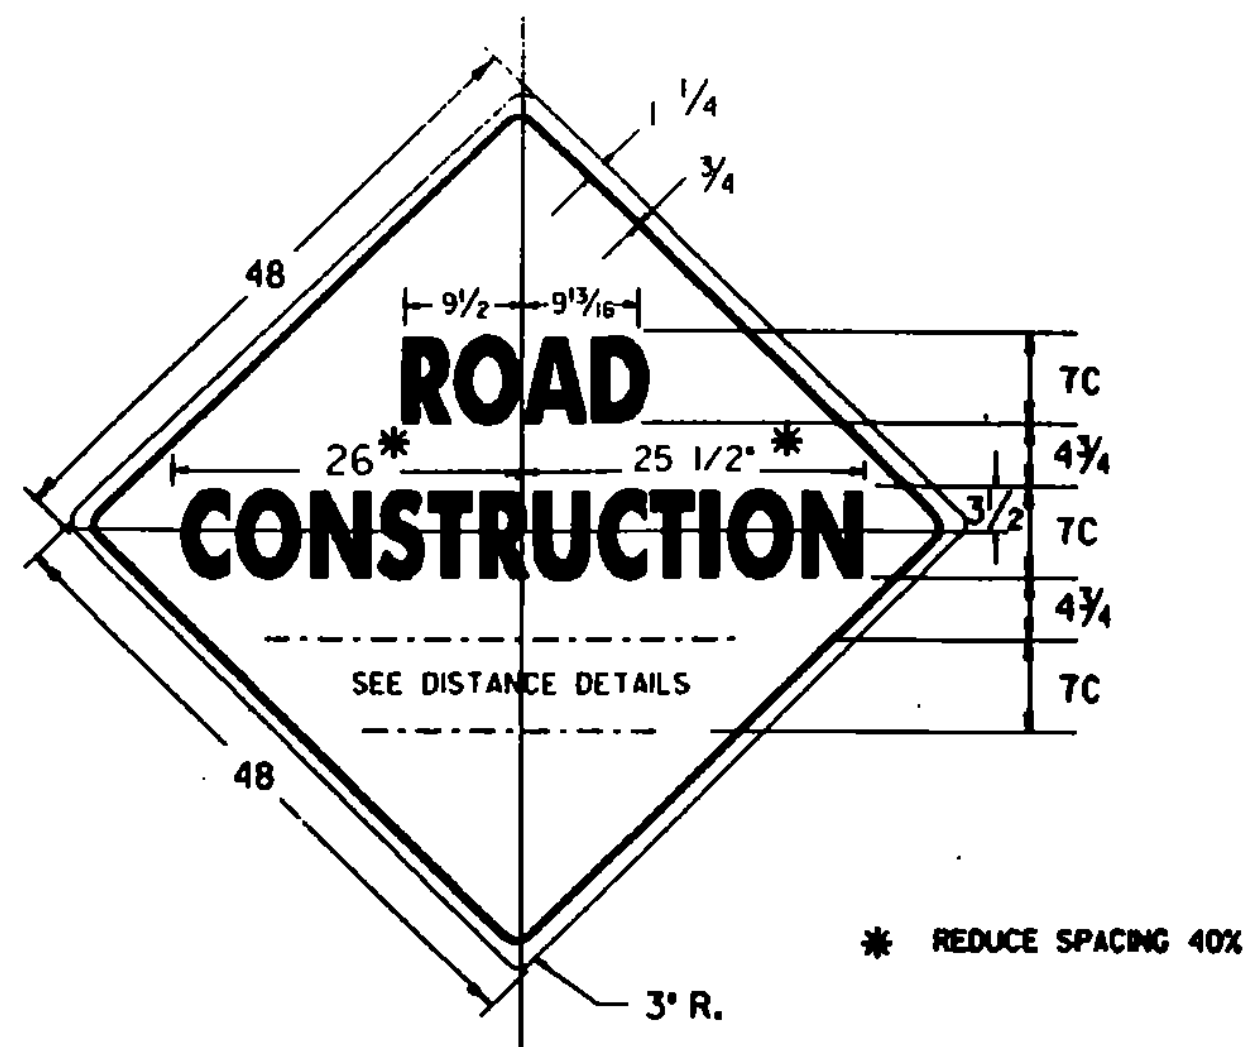 1 1/4
3/4
48
9 1/2 9 13/16
ROAD
7C
26* 25 1/2" *
4 3/4
CONSTRUCTION
3 1/2
7C
4 3/4
SEE DISTANCE DETAILS
7C
48
* REDUCE SPACING 40%
3" R.